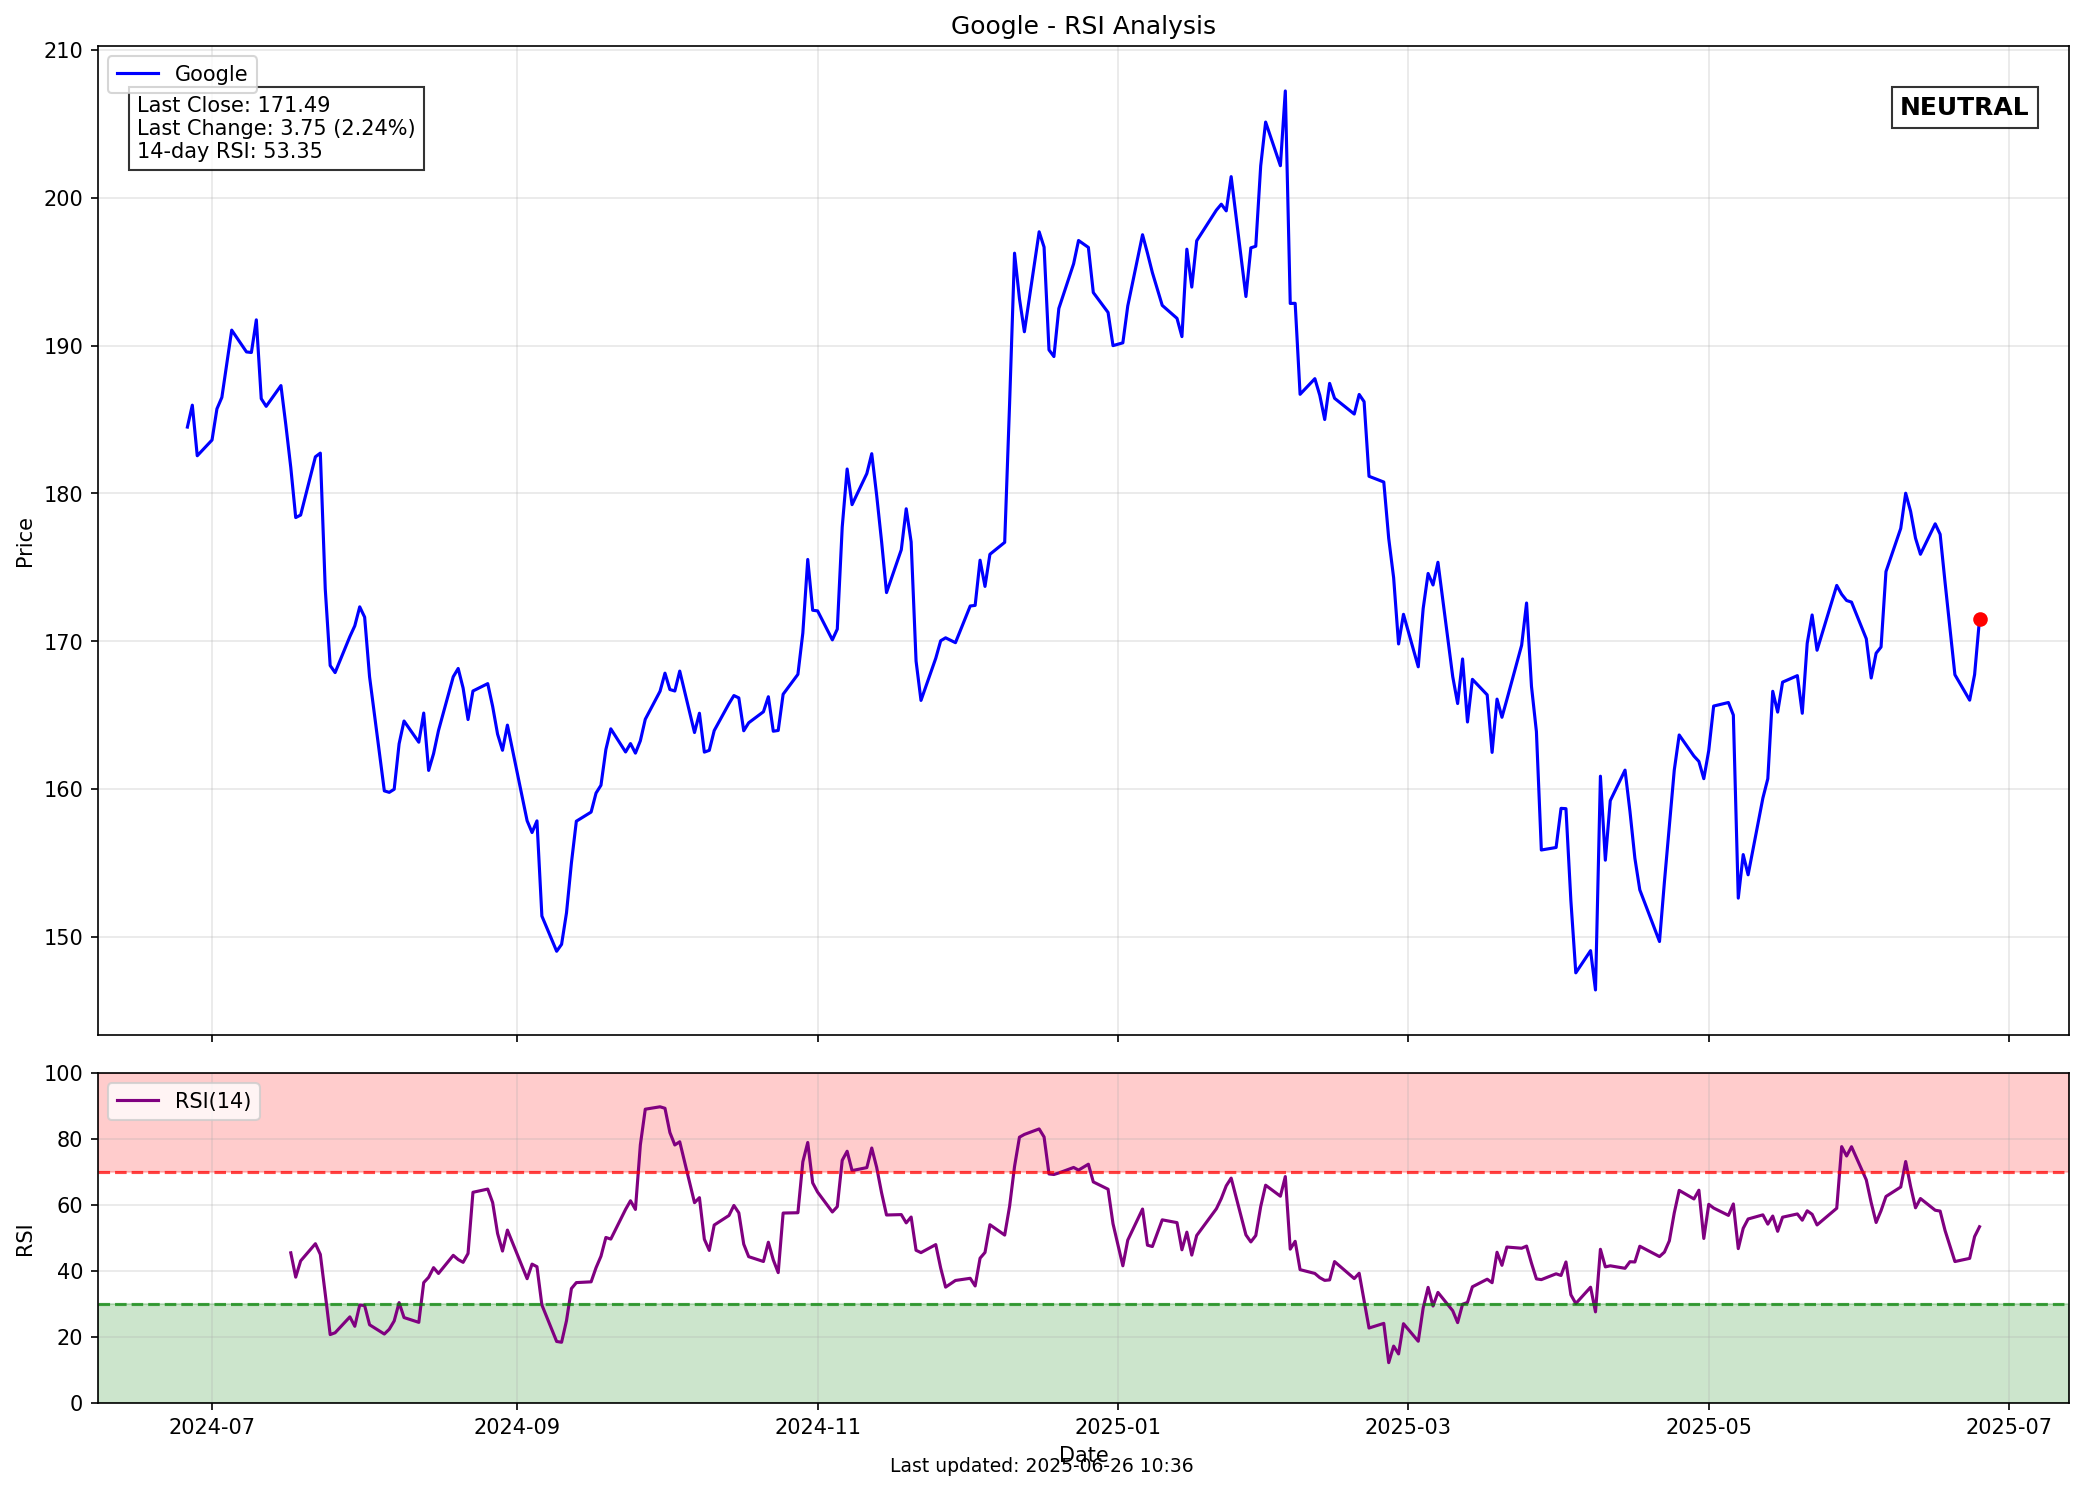 Google - RSI Analysis
210
200
190
180
170
160
150
Price
Google
Last Close: 171.49
Last Change: 3.75 (2.24%)
14-day RSI: 53.35
NEUTRAL
100
80
60
40
20
0
RSI
RSI(14)
2024-07
2024-09
2024-11
2025-01
2025-03
2025-05
2025-07
Date
Last updated: 2025-06-26 10:36